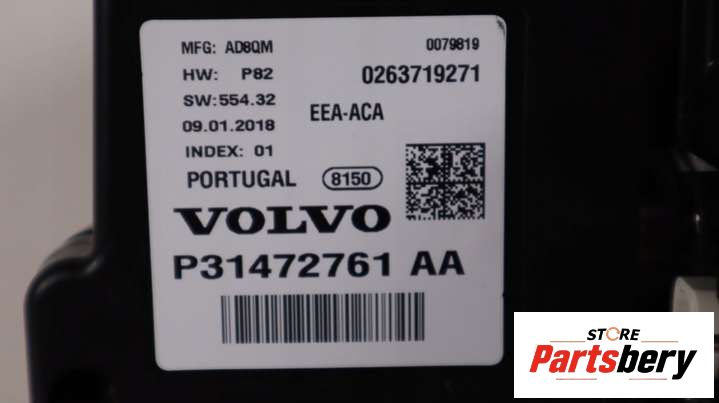 MFG: AD8QM 0079819
HW: P82 0263719271
SW:554.32
EEA-ACA
09.01.2018
INDEX: 01
PORTUGAL 8150
VOLVO
P31472761 AA
STORE
Partsbery